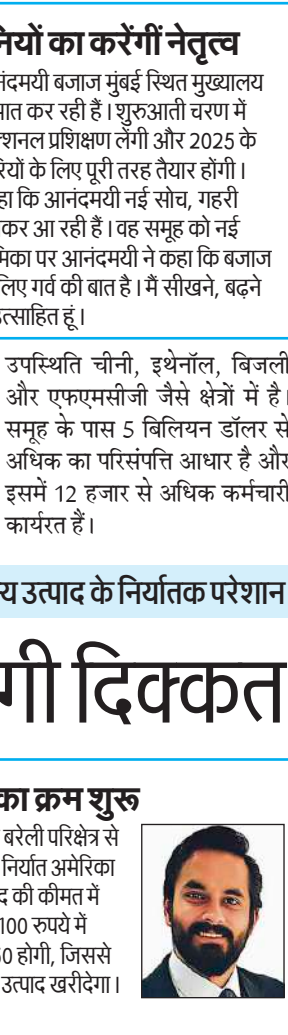 नियों का करेंगीं नेतृत्व
नंदमयी बजाज मुंबई स्थित मुख्यालय
कर रही हैं। शुरुआती चरण में
प्रशिक्षण लेंगी और 2025 के
के लिए पूरी तरह तैयार होंगी।
कि आनंदमयी नई सोच, गहरी
कर आ रही हैं। वह समूह को नई
पर आनंदमयी ने कहा कि बजाज
लिए गर्व की बात है। मैं सीखने, बढ़ने
त्साहित हूं।
उपस्थिति चीनी, इथेनॉल, बिजली
और एफएमसीजी जैसे क्षेत्रों में है।
समूह के पास 5 बिलियन डॉलर से
अधिक का परिसंपत्ति आधार है और
इसमें 12 हजार से अधिक कर्मचारी
कार्यरत हैं।
य उत्पाद के निर्यातक परेशान
गी दिक्कत
का क्रम शुरू
बरेली परिक्षेत्र से
निर्यात अमेरिका
की कीमत में
100 रुपये में
होगी, जिससे
उत्पाद खरीदेगा।